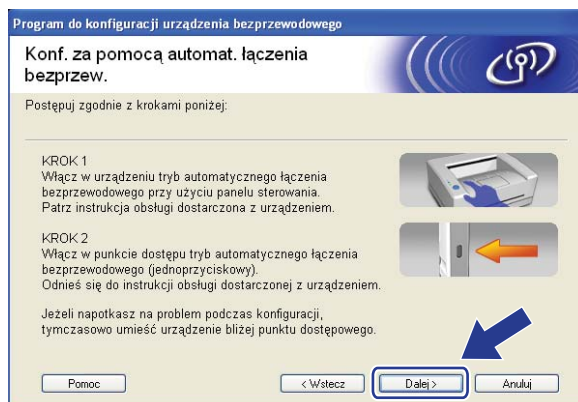 Program do konfiguracji urządzenia bezprzewodowego
Konf. za pomocą automat. łączenia
bezprzew.
Postępuj zgodnie z krokami poniżej:
KROK 1
Włącz w urządzeniu tryb automatycznego łączenia
bezprzewodowego przy użyciu panelu sterowania.
Patrz instrukcja obsługi dostarczona z urządzeniem.
KROK 2
Włącz w punkcie dostępu tryb automatycznego łączenia
bezprzewodowego (jednoprzyciskowy).
Odnieś się do instrukcji obsługi dostarczonej z urządzeniem.
Jeżeli napotkasz na problem podczas konfiguracji,
tymczasowo umieść urządzenie bliżej punktu dostępowego.
Pomoc
< Wstecz
Dalej >
Anuluj